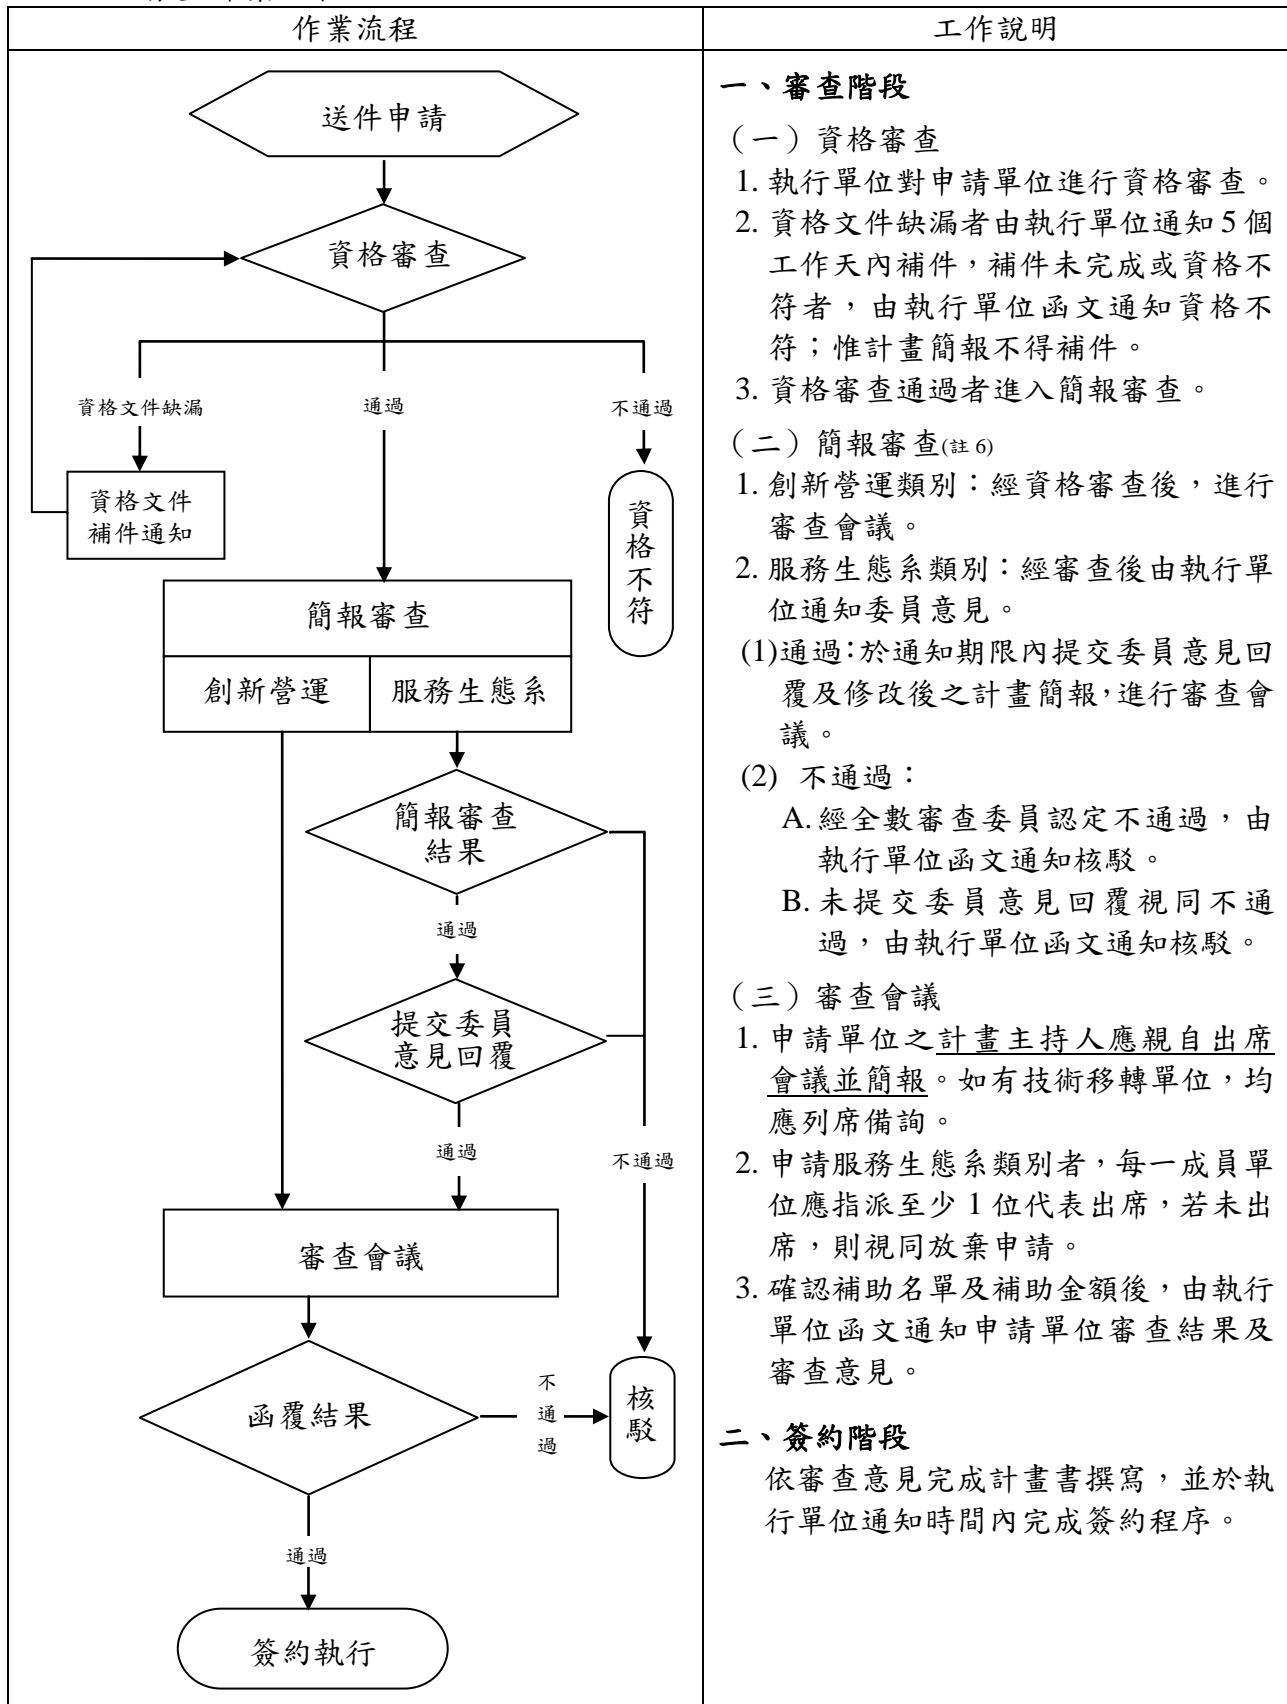 作業流程
工作說明
送件申請
資格審查
資格文件缺漏
通過
不通過
資格文件
補件通知
資格不符
簡報審查
創新營運
服務生態系
簡報審查
結果
通過
提交委員
意見回覆
通過
不通過
審查會議
函覆結果
不通過
核駁
通過
簽約執行
一、審查階段
（一）資格審查
1. 執行單位對申請單位進行資格審查。
2. 資格文件缺漏者由執行單位通知5個
工作天內補件，補件未完成或資格不
符者，由執行單位函文通知資格不
符；惟計畫簡報不得補件。
3. 資格審查通過者進入簡報審查。
（二）簡報審查(註 6)
1. 創新營運類別：經資格審查後，進行
審查會議。
2. 服務生態系類別：經審查後由執行單
位通知委員意見。
(1)通過：於通知期限內提交委員意見回
覆及修改後之計畫簡報，進行審查會
議。
(2) 不通過：
A. 經全數審查委員認定不通過，由
執行單位函文通知核駁。
B. 未提交委員意見回覆視同不通
過，由執行單位函文通知核駁。
（三）審查會議
1. 申請單位之計畫主持人應親自出席
會議並簡報。如有技術移轉單位，均
應列席備詢。
2. 申請服務生態系類別者，每一成員單
位應指派至少 1 位代表出席，若未出
席，則視同放棄申請。
3. 確認補助名單及補助金額後，由執行
單位函文通知申請單位審查結果及
審查意見。
二、簽約階段
依審查意見完成計畫書撰寫，並於執
行單位通知時間內完成簽約程序。